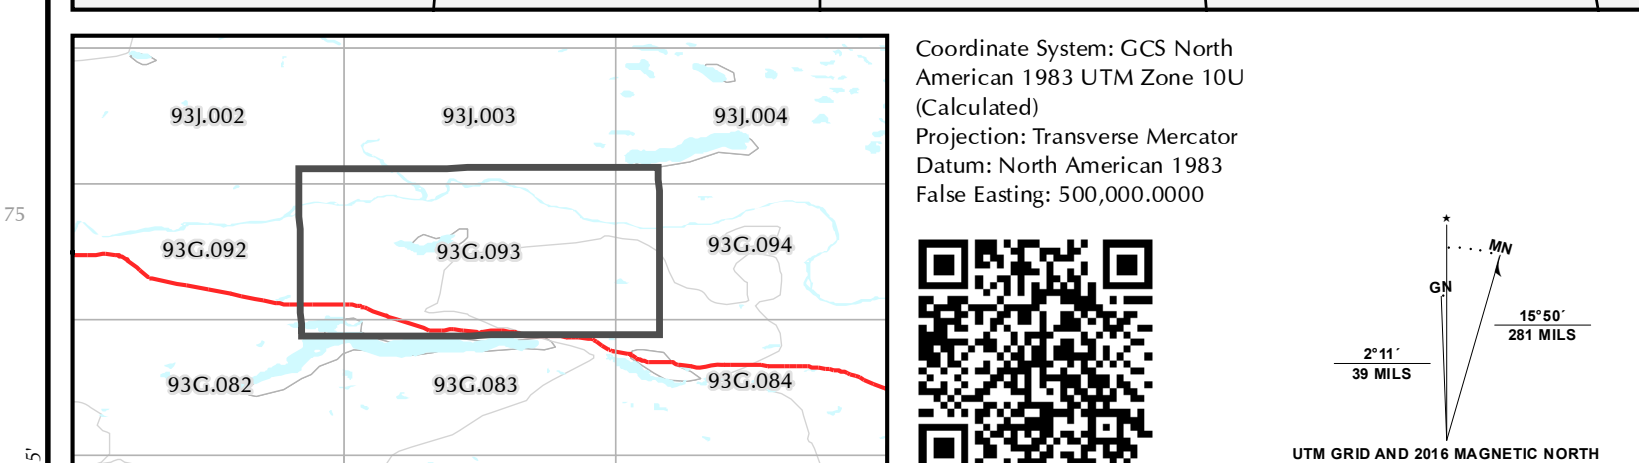 93J.002
93J.003
93J.004
75
93G.092
93G.093
93G.094
93G.082
93G.083
93G.084
5'
Coordinate System: GCS North
American 1983 UTM Zone 10U
(Calculated)
Projection: Transverse Mercator
Datum: North American 1983
False Easting: 500,000.0000
MN
GN
15°50´
281 MILS
2°11´
39 MILS
UTM GRID AND 2016 MAGNETIC NORTH